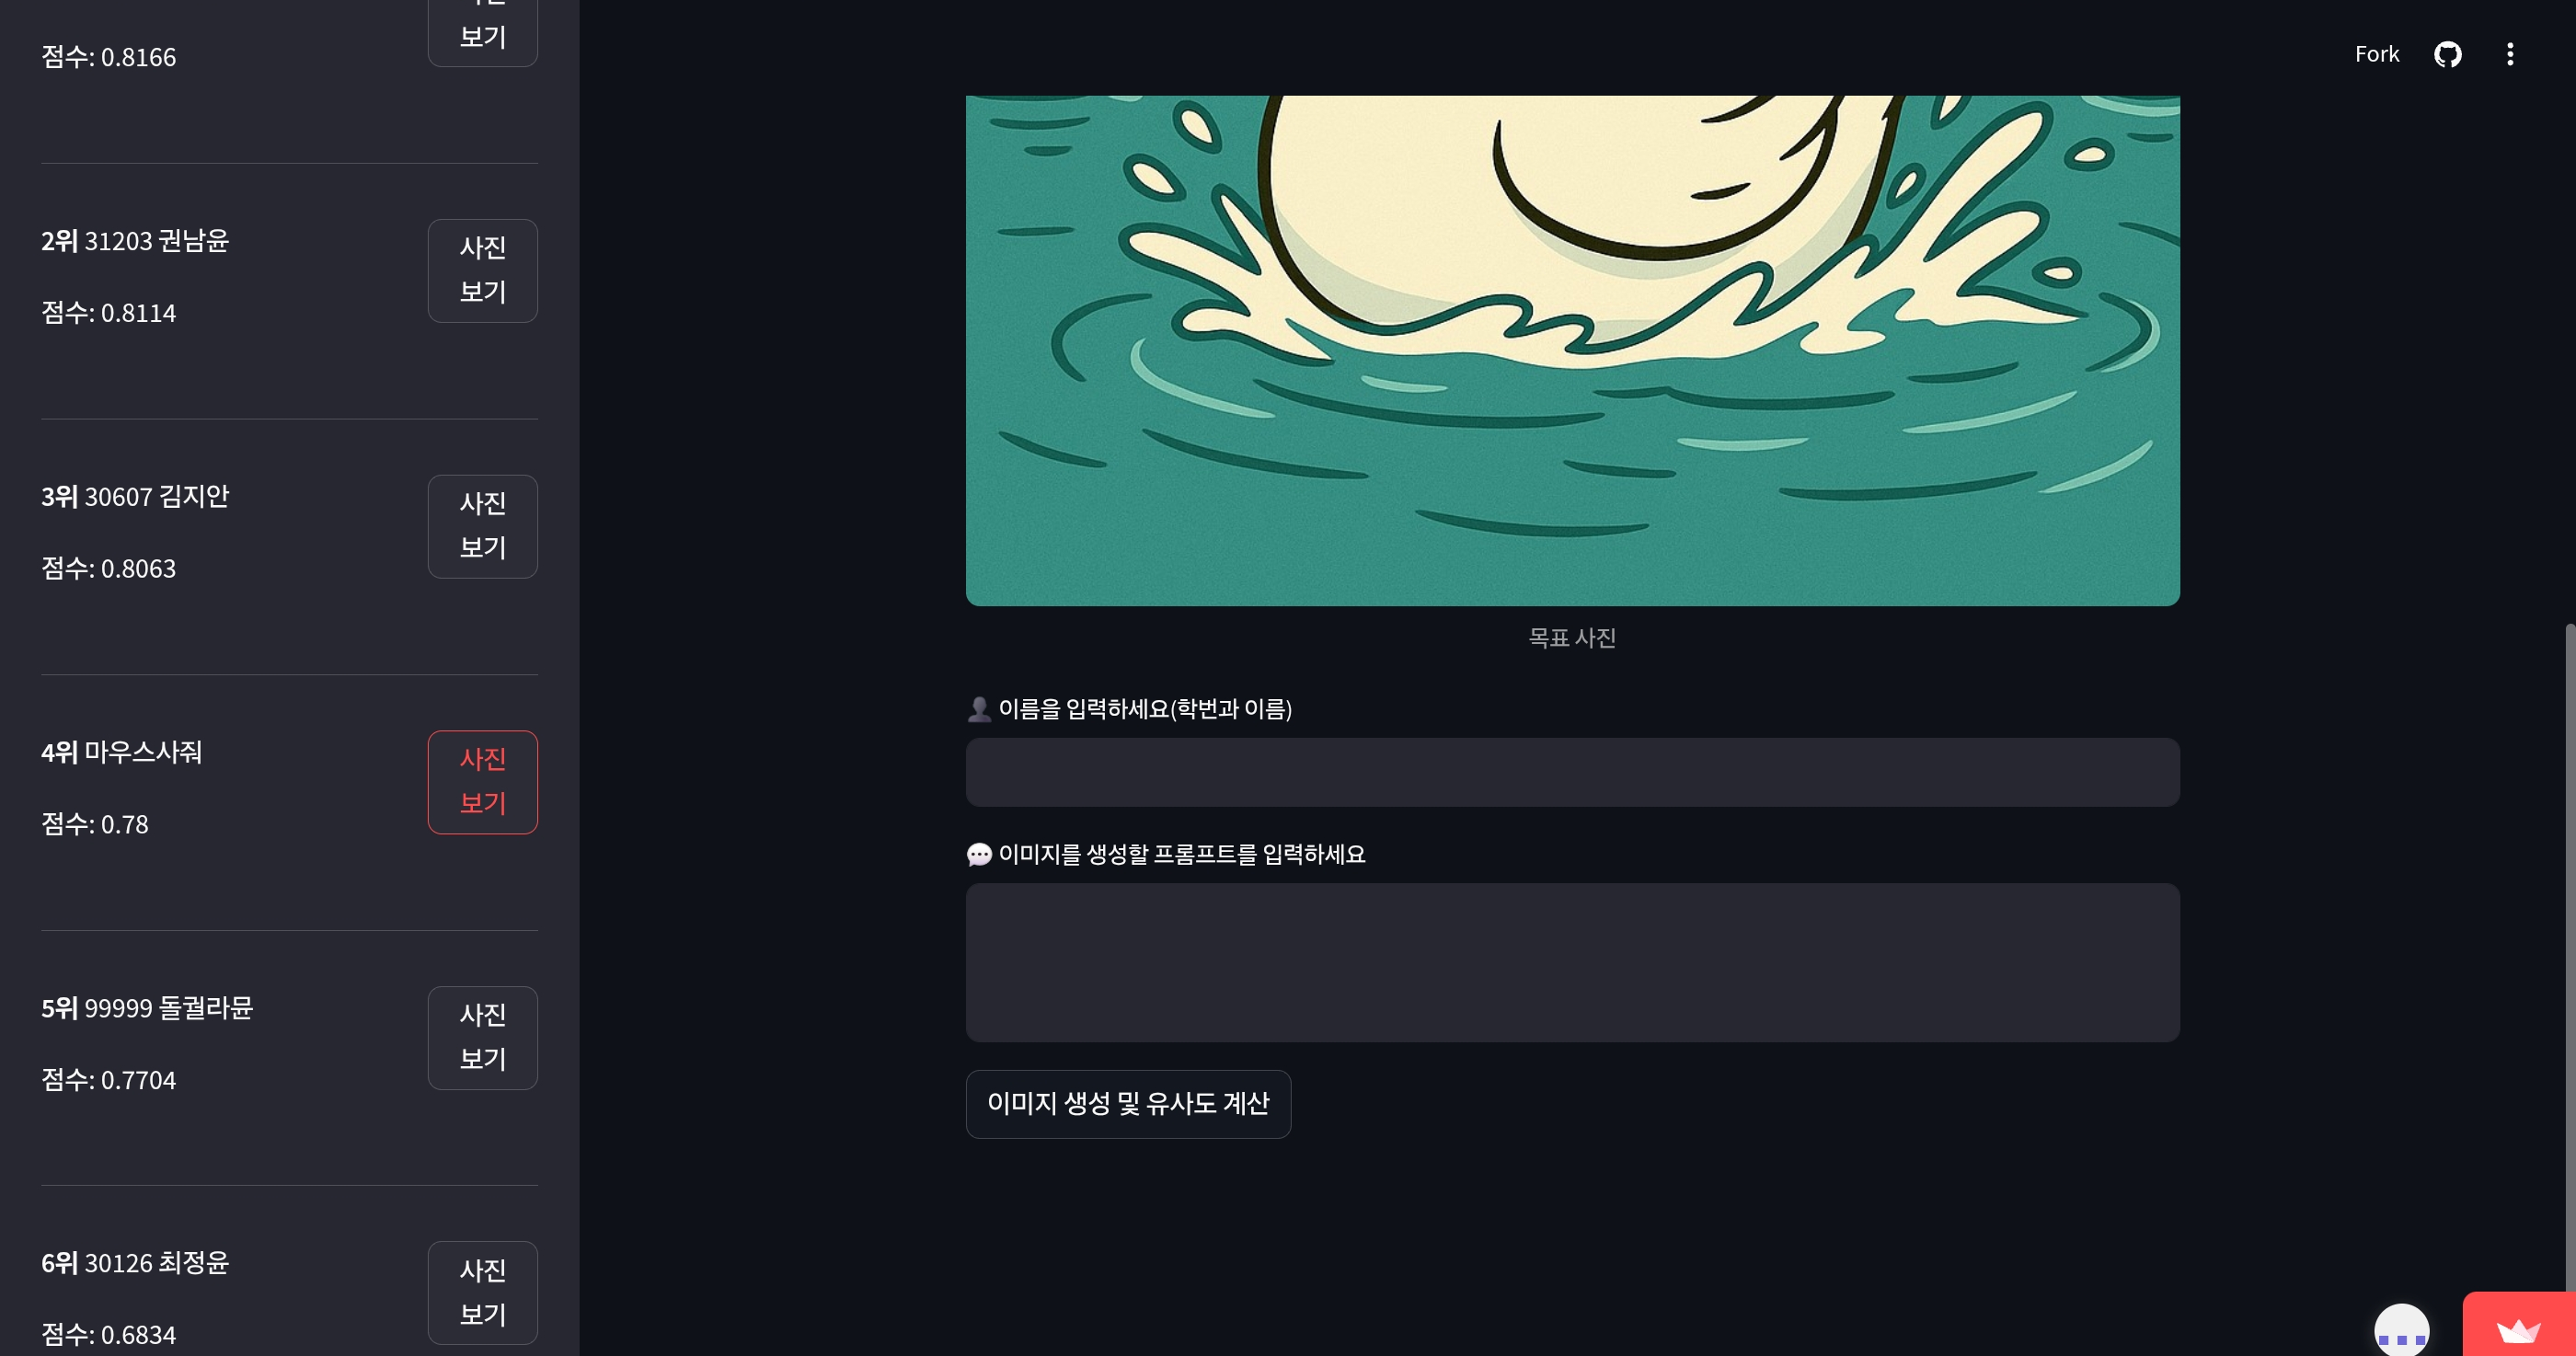 보기
점수: 0.8166
2위 31203 권남윤
사진
보기
점수: 0.8114
3위 30607 김지안
사진
보기
점수: 0.8063
4위 마우스사줘
사진
보기
점수: 0.78
5위 99999 돌궐라뮨
사진
보기
점수: 0.7704
6위 30126 최정윤
사진
보기
점수: 0.6834
Fork
목표 사진
이름을 입력하세요(학번과 이름)
이미지를 생성할 프롬프트를 입력하세요
이미지 생성 및 유사도 계산